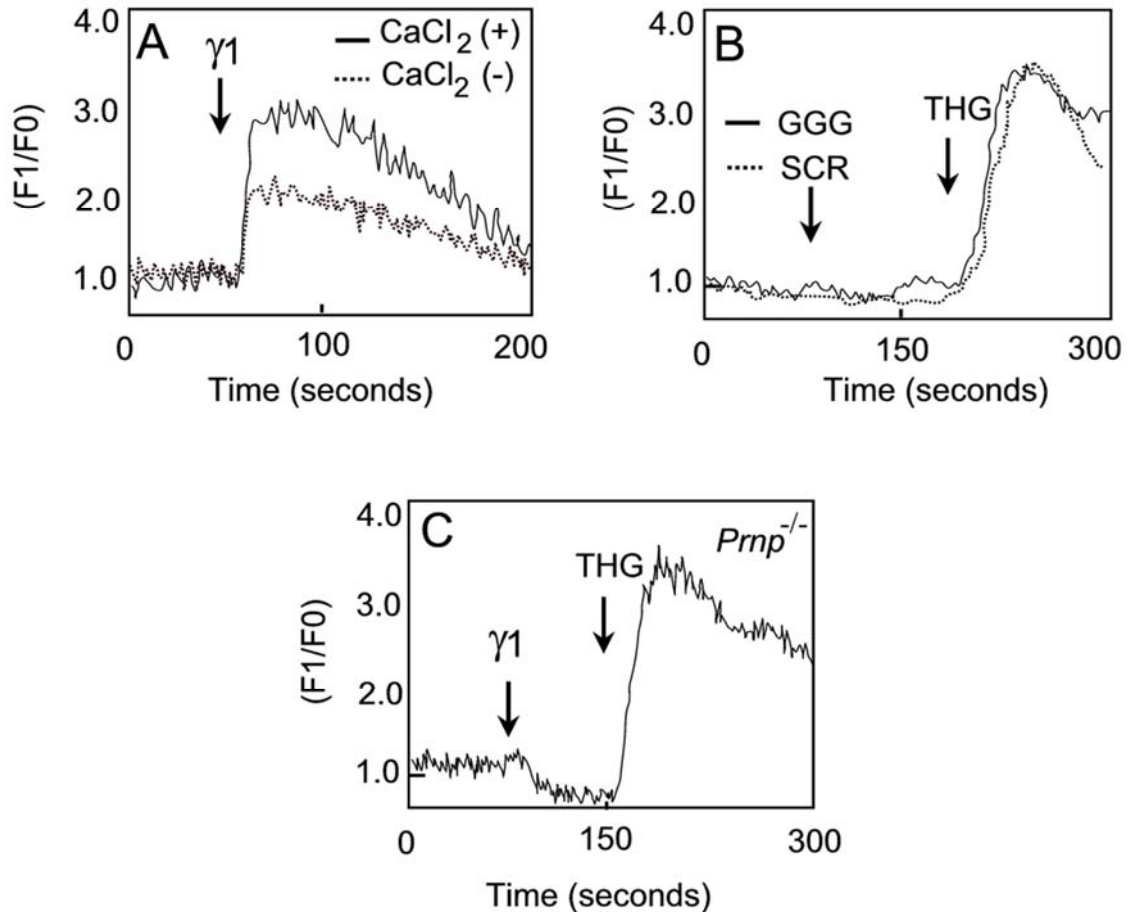 A
γ1
CaCl2 (+)
CaCl2 (-)
4.0
3.0
2.0
1.0
(F1/F0)
0
100
200
Time (seconds)
B
THG
GGG
SCR
4.0
3.0
2.0
1.0
(F1/F0)
0
150
300
Time (seconds)
C
Prnp-/-
THG
γ1
4.0
3.0
2.0
1.0
(F1/F0)
0
150
300
Time (seconds)